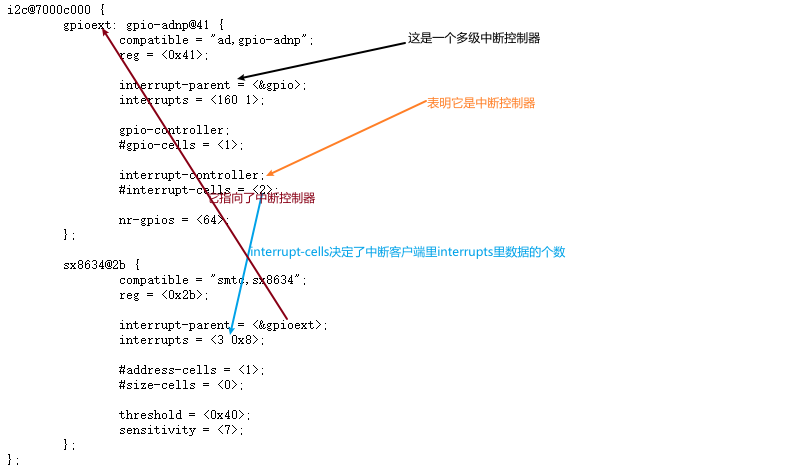 i2c@7000c000 {
gpioext: gpio-adnp@41 {
compatible = "ad,gpio-adnp";
这是一个多级中断控制器
reg = <0x41>;
interrupt-parent = <&gpio>;
interrupts = <160 1>;
表明它是中断控制器
gpio-controller;
#gpio-cells = <1>;
interrupt-controller;
#interrupt-cells = <2>;
它指向了中断控制器
nr-gpios = <64>;
};
interrupt-cells决定了中断客户端里interrupts里数据的个数
sx8634@2b {
compatible = "smtc,sx8634";
reg = <0x2b>;
interrupt-parent = <&gpioext>;
interrupts = <3 0x8>;
#address-cells = <1>;
#size-cells = <0>;
threshold = <0x40>;
sensitivity = <7>;
};
};